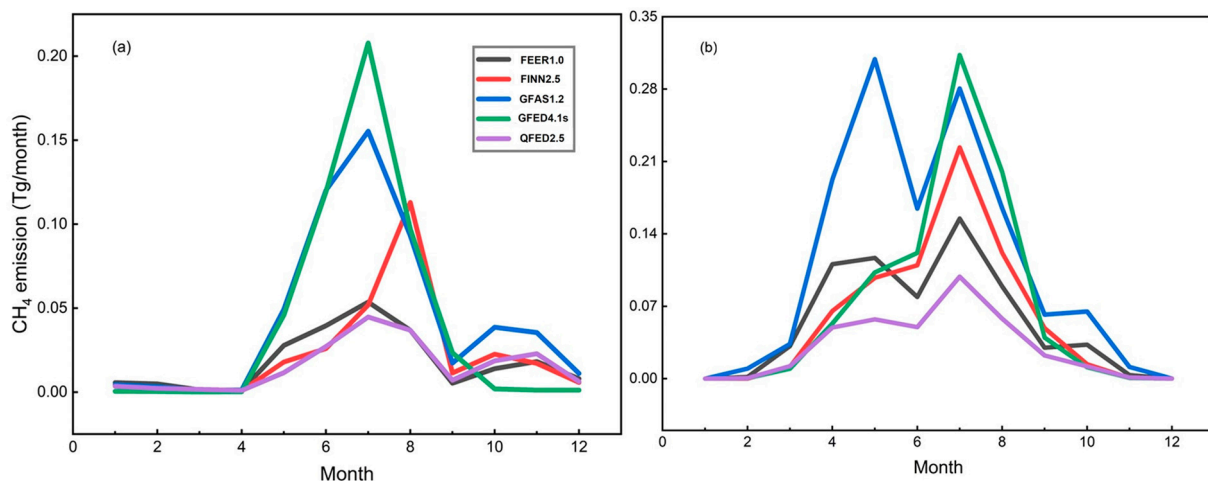 (a)
FEER1.0
FINN2.5
GFAS1.2
GFED4.1s
QFED2.5
0.20
0.15
0.10
0.05
0.00
CH₄ emission (Tg/month)
0 2 4 6 8 10 12
Month
(b)
0.35
0.28
0.21
0.14
0.07
0.00
0 2 4 6 8 10 12
Month